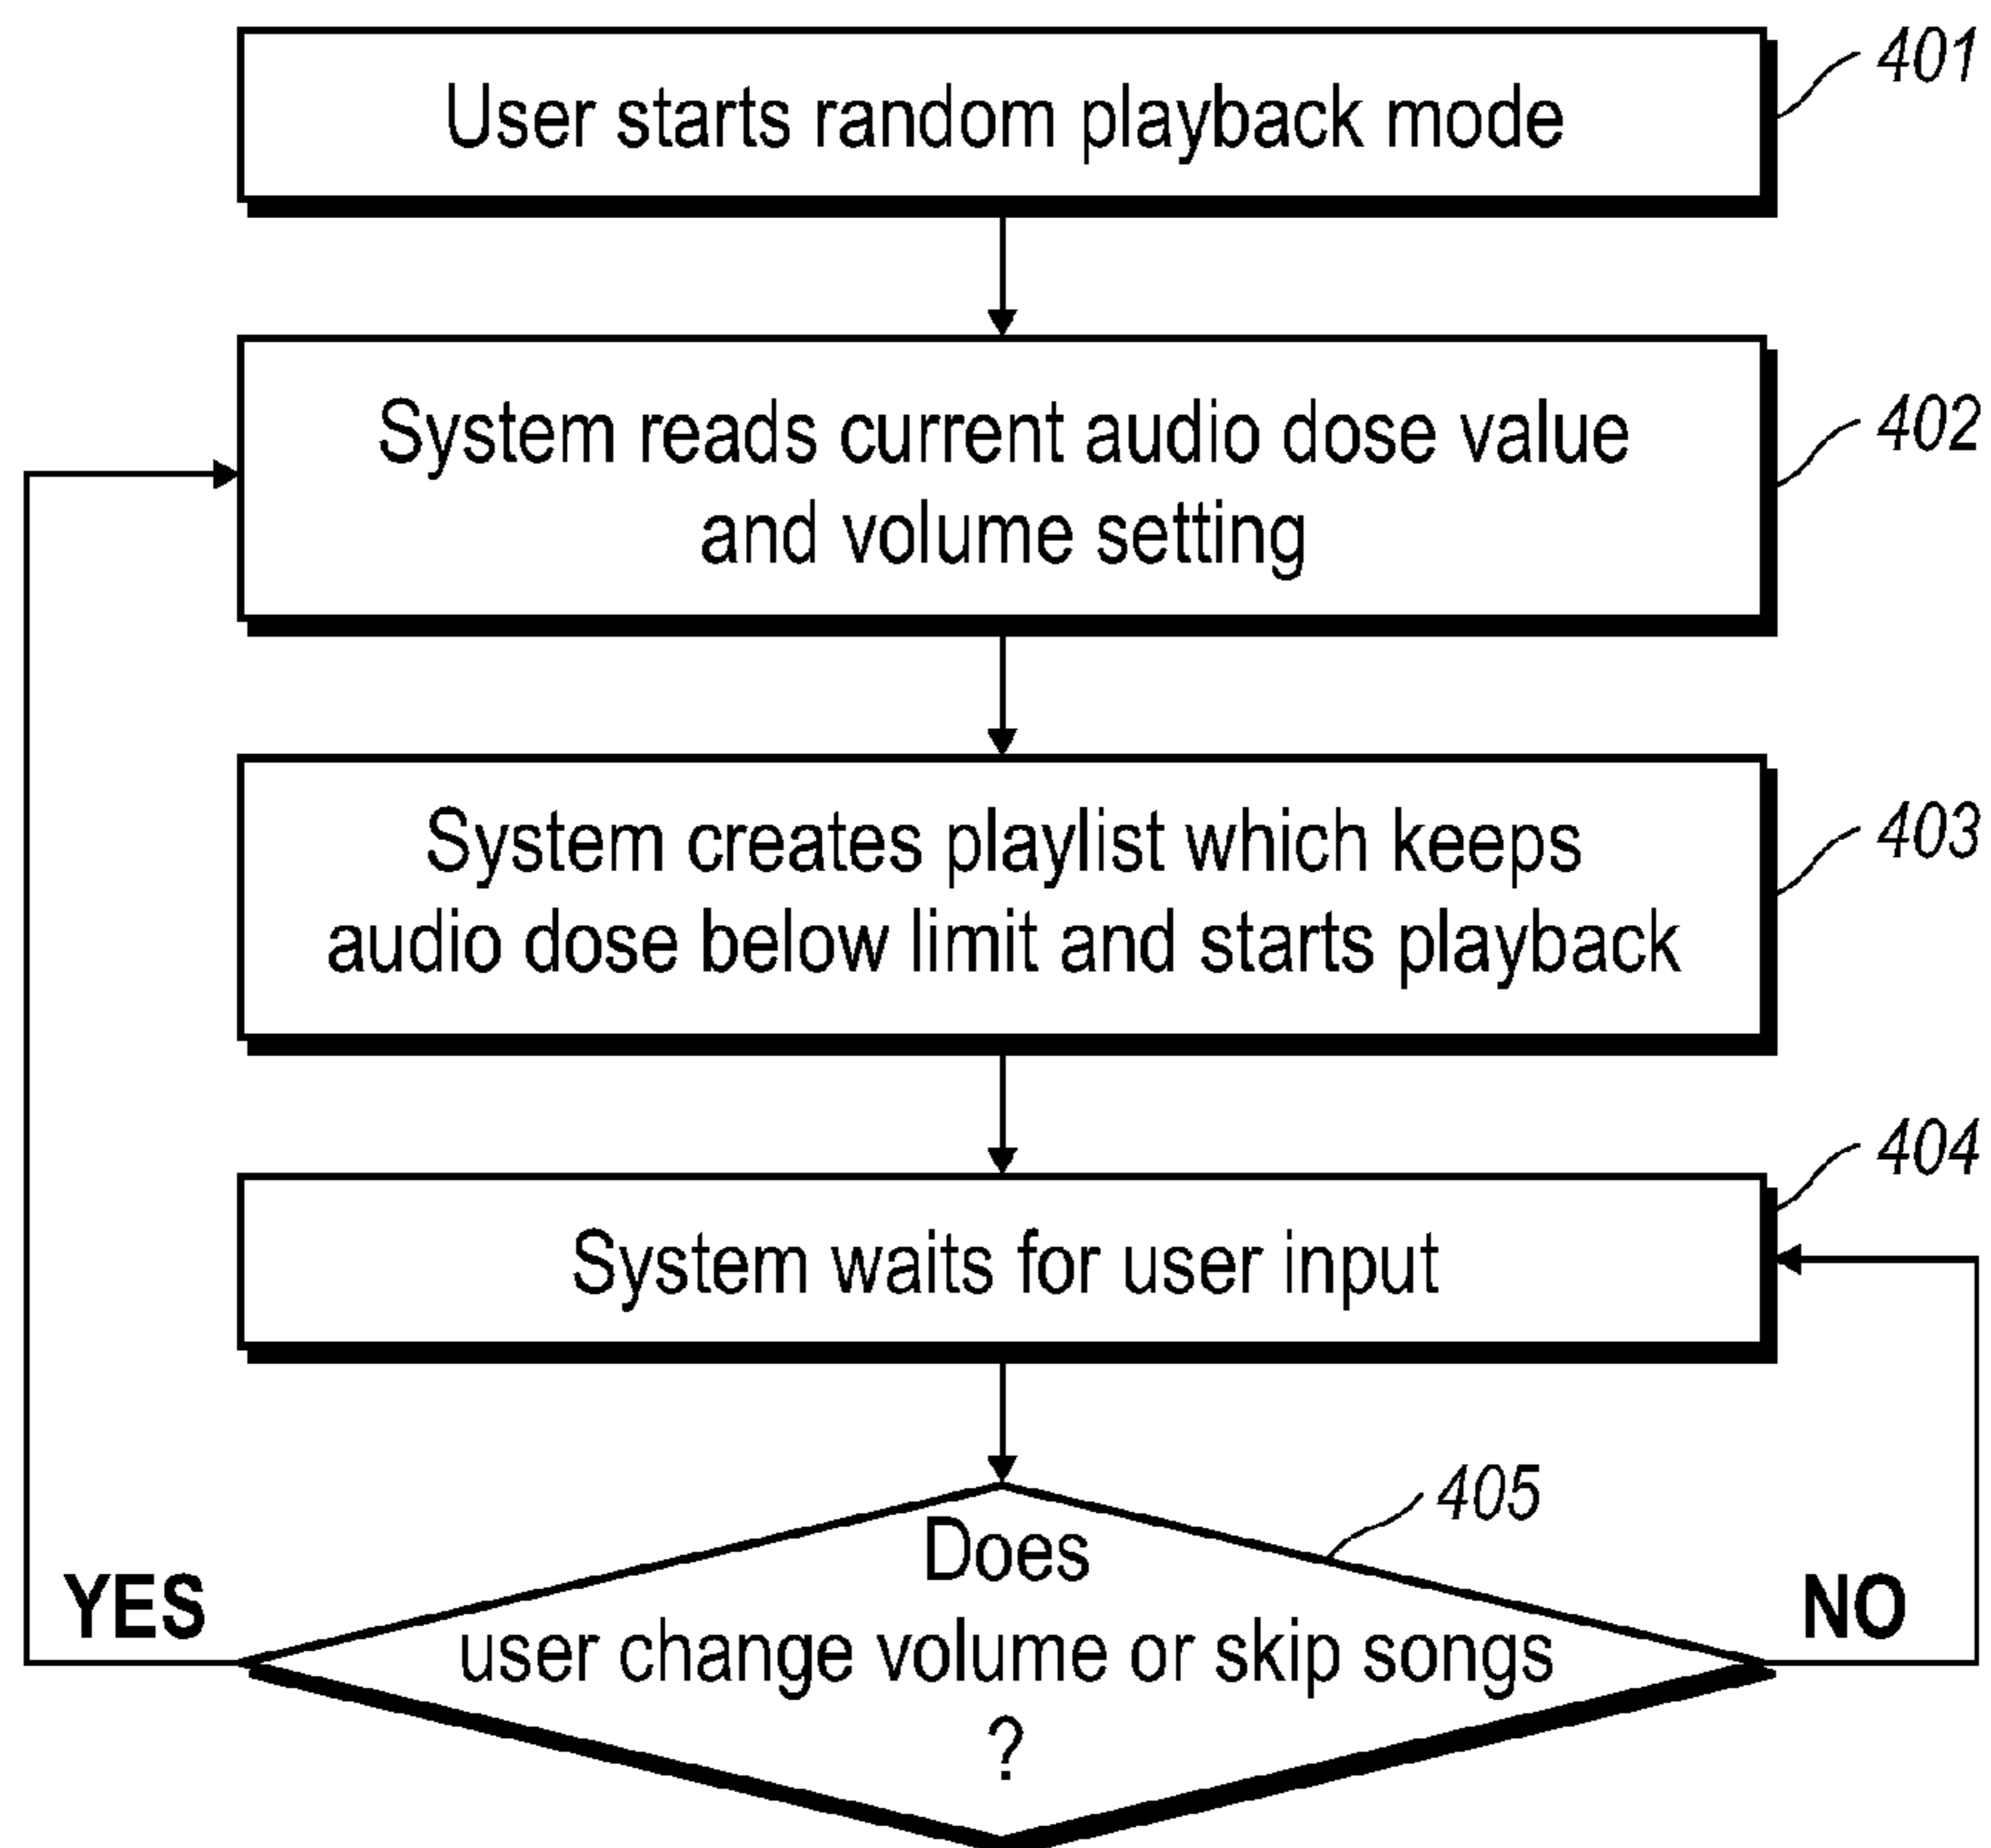 User starts random playback mode
401
System reads current audio dose value
and volume setting
402
System creates playlist which keeps
audio dose below limit and starts playback
403
System waits for user input
404
Does
user change volume or skip songs
?
405
YES
NO